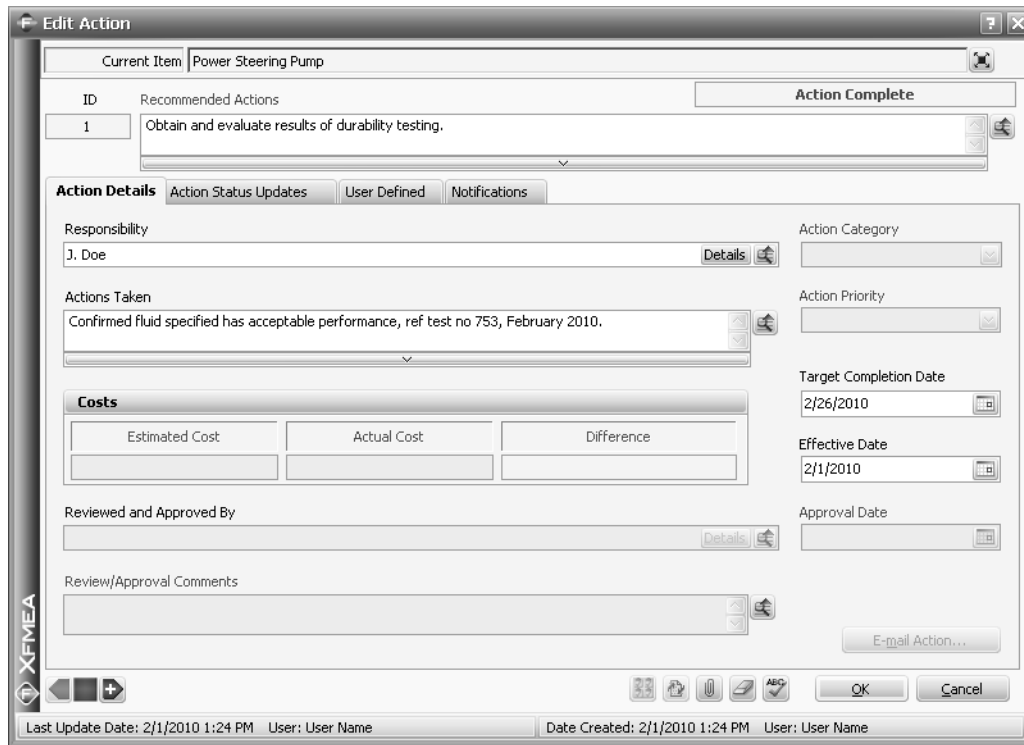 F Edit Action ? X
Current Item Power Steering Pump
ID Recommended Actions Action Complete
1 Obtain and evaluate results of durability testing.
Action Details Action Status Updates User Defined Notifications
Responsibility Action Category
J. Doe Details
Actions Taken Action Priority
Confirmed fluid specified has acceptable performance, ref test no 753, February 2010.
Target Completion Date
Costs 2/26/2010
Estimated Cost Actual Cost Difference
Effective Date
2/1/2010
Reviewed and Approved By Approval Date
Details
Review/Approval Comments
E-mail Action...
XFMEA
F
ABC OK Cancel
Last Update Date: 2/1/2010 1:24 PM User: User Name Date Created: 2/1/2010 1:24 PM User: User Name